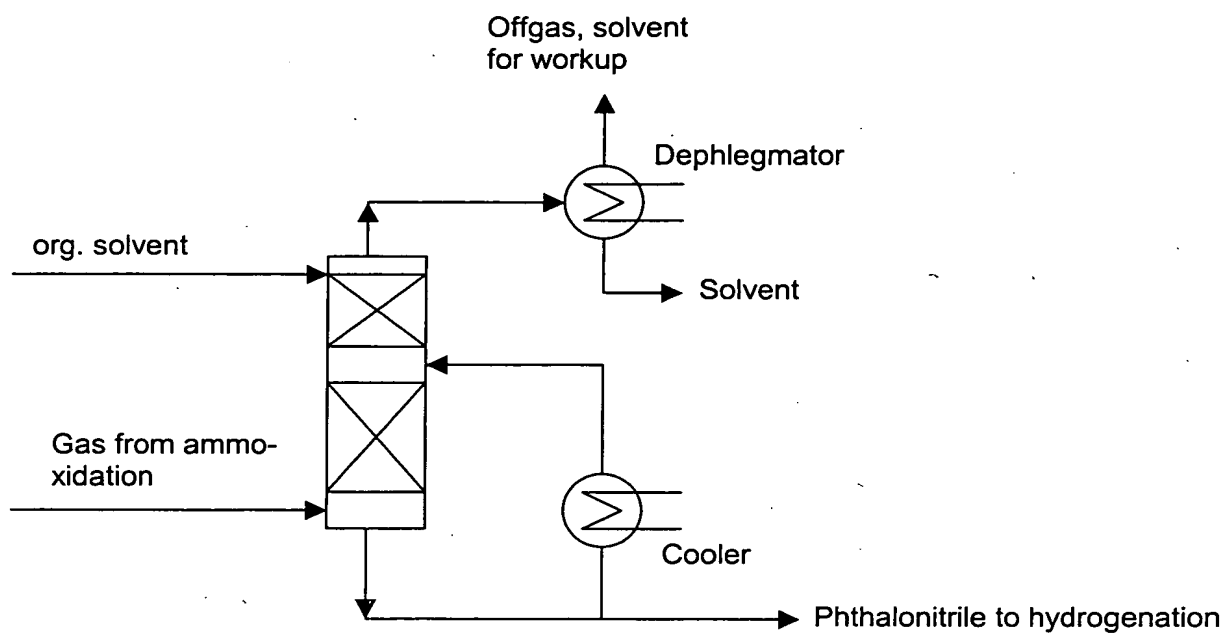 Offgas, solvent
for workup
Dephlegmator
org. solvent
Solvent
Gas from ammo-
xidation
Cooler
Phthalonitrile to hydrogenation